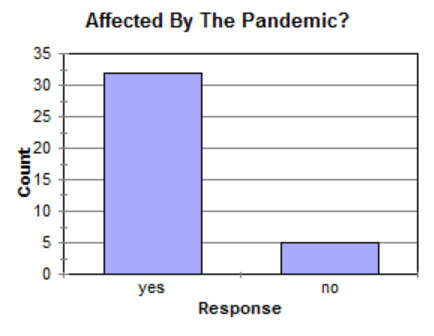 Affected By The Pandemic?
35
30
25
20
15
10
5
0
Count
yes no
Response